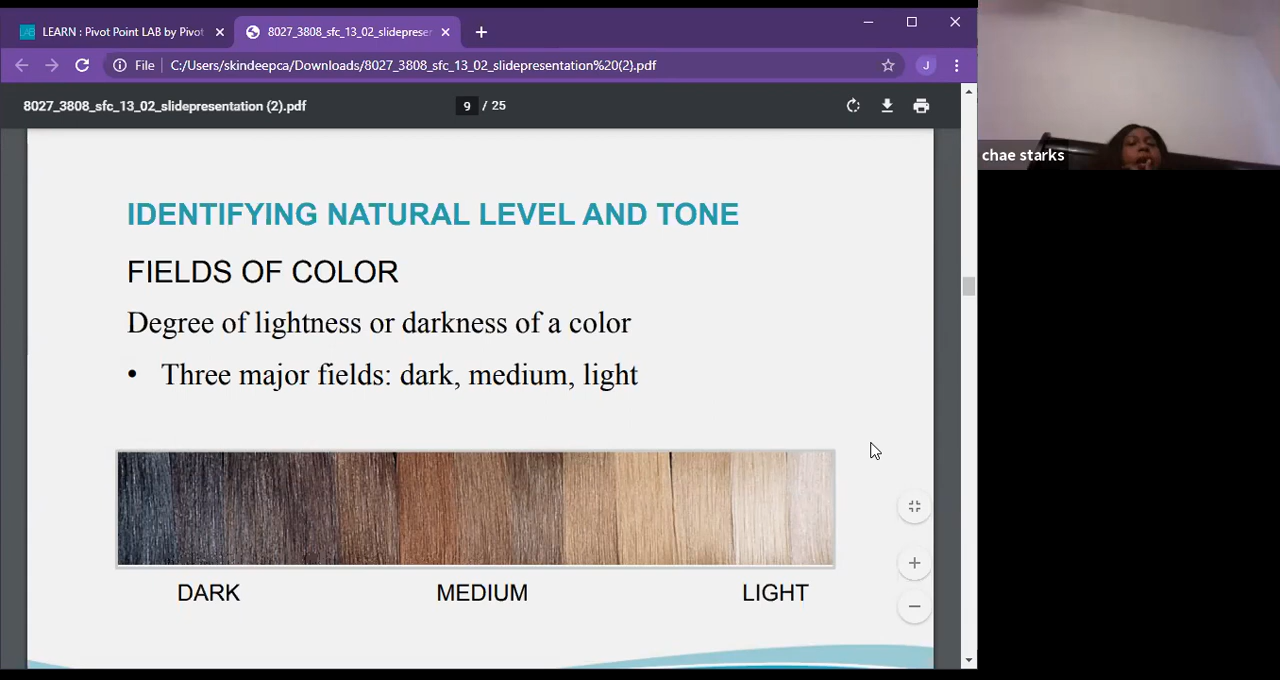 LEARN : Pivot Point LAB by Pivot
8027_3808_sfc_13_02_slidepreser
File
C:/Users/skindeepca/Downloads/8027_3808_sfc_13_02_slidepresentation%20(2).pdf
J
8027_3808_sfc_13_02_slidepresentation (2).pdf
9 / 25
chae starks
IDENTIFYING NATURAL LEVEL AND TONE
FIELDS OF COLOR
Degree of lightness or darkness of a color
• Three major fields: dark, medium, light
DARK
MEDIUM
LIGHT